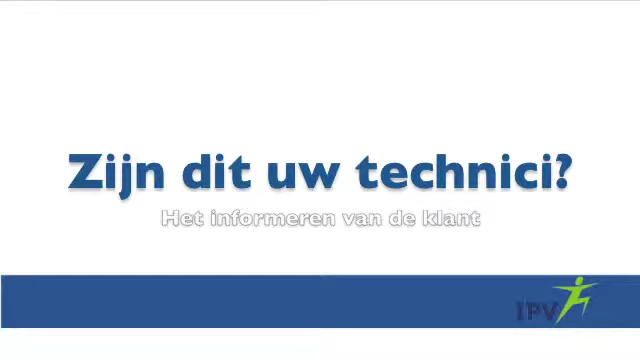 Zijn dit uw technici?
Het informeren van de klant
IPV